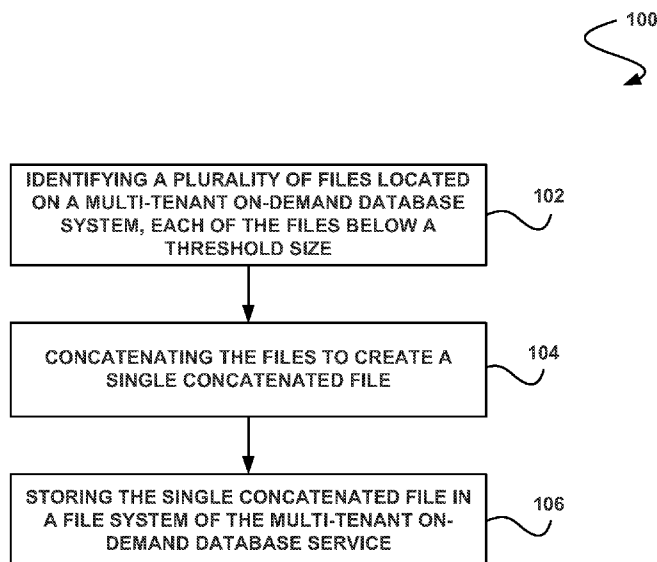 100
IDENTIFYING A PLURALITY OF FILES LOCATED
ON A MULTI-TENANT ON-DEMAND DATABASE
SYSTEM, EACH OF THE FILES BELOW A
THRESHOLD SIZE
102
CONCATENATING THE FILES TO CREATE A
SINGLE CONCATENATED FILE
104
STORING THE SINGLE CONCATENATED FILE IN
A FILE SYSTEM OF THE MULTI-TENANT ON-
DEMAND DATABASE SERVICE
106